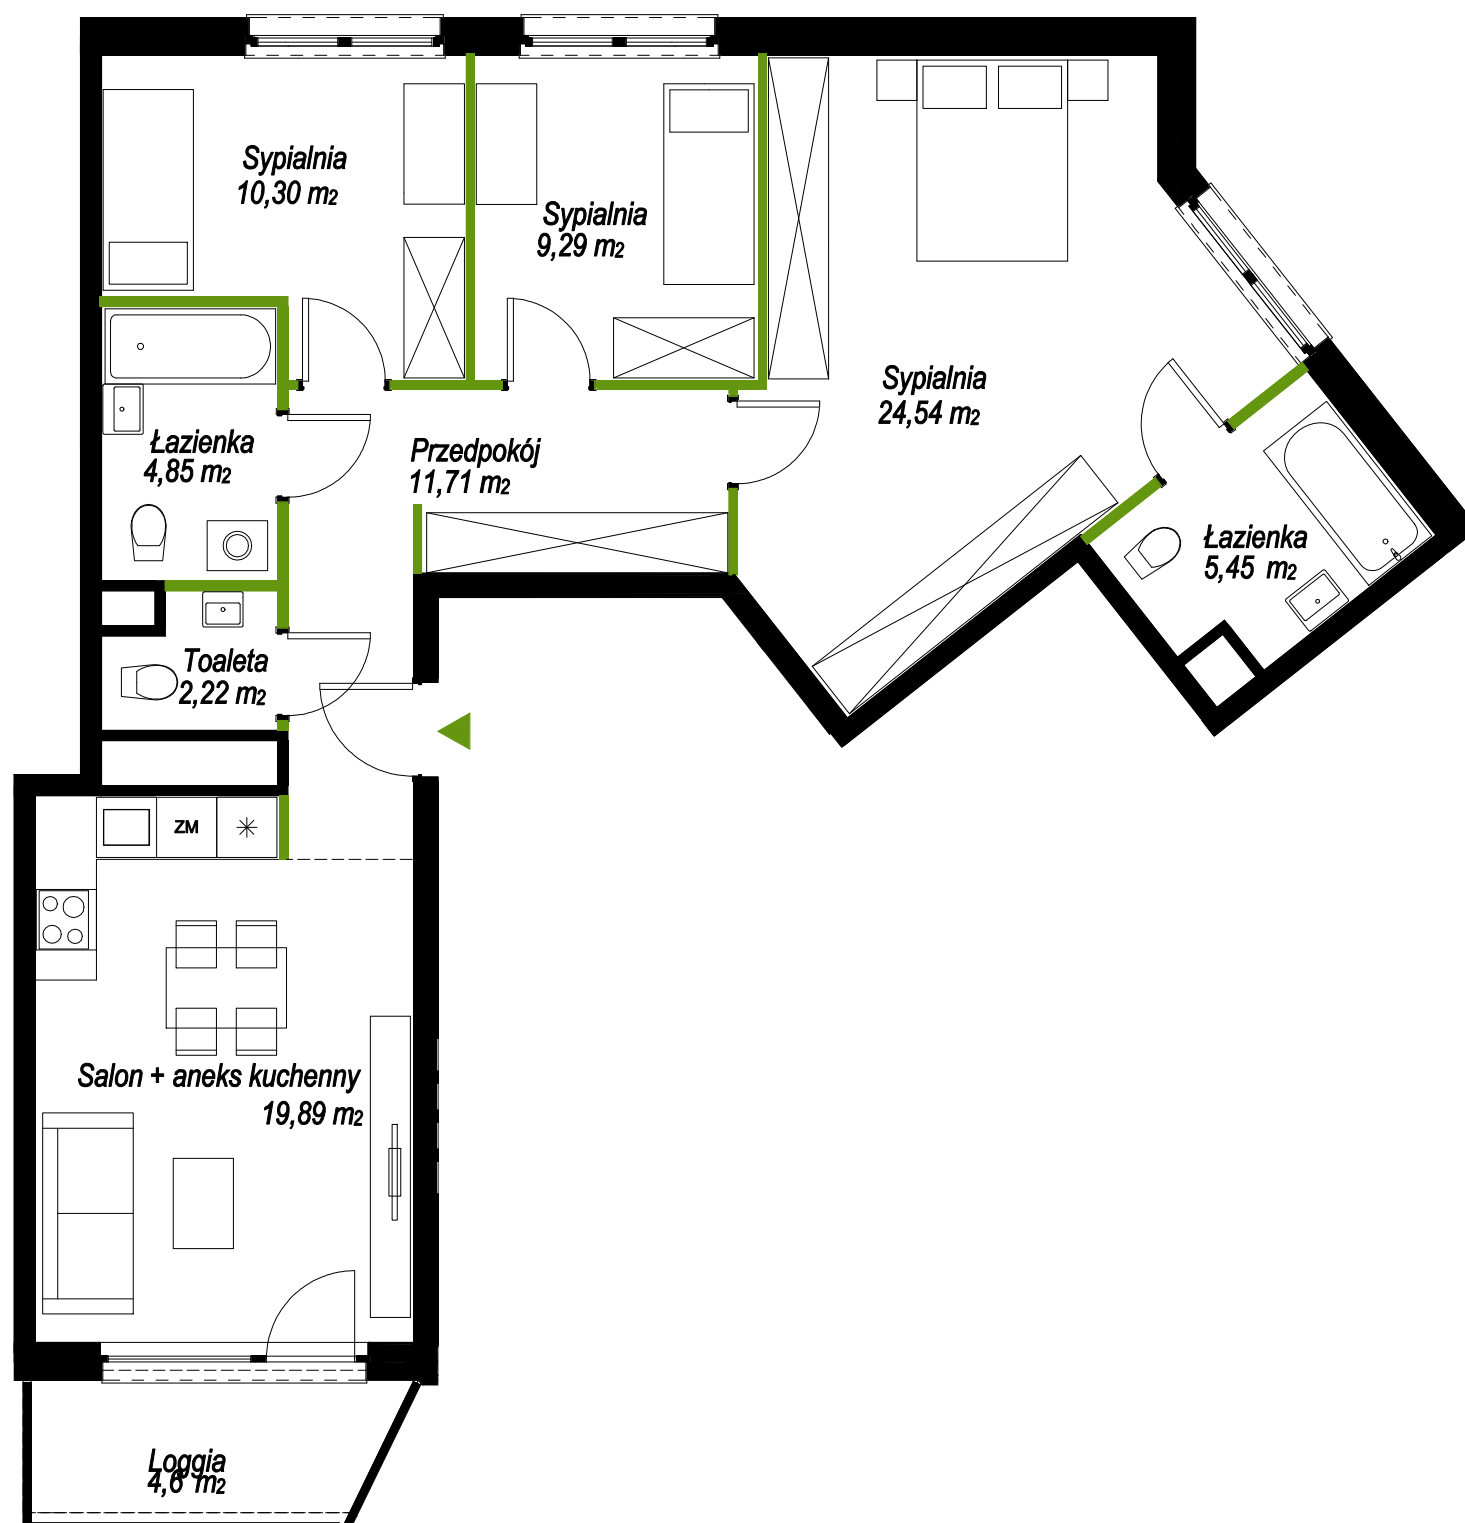 Sypialnia
10,30 m2
Sypialnia
9,29 m2
Sypialnia
24,54 m2
Łazienka
4,85 m2
Przedpokój
11,71 m2
Łazienka
5,45 m2
Toaleta
2,22 m2
ZM
Salon + aneks kuchenny
19,89 m2
Loggia
4,6 m2